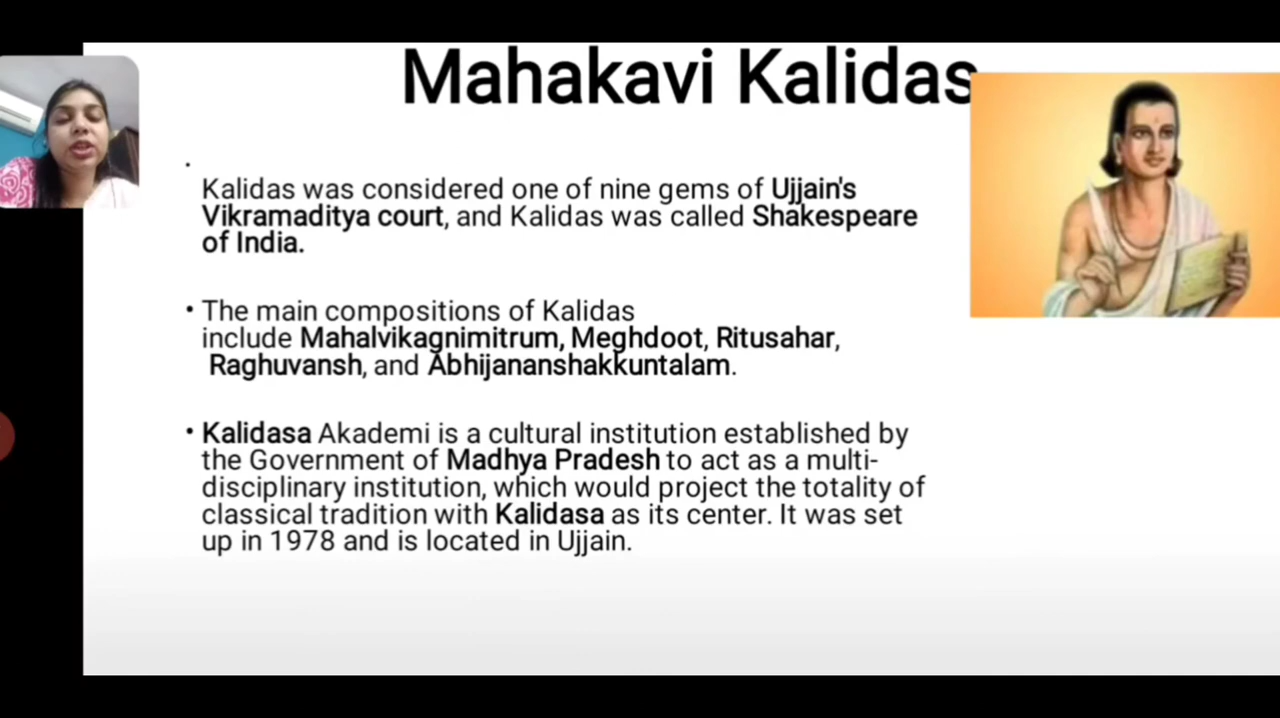 Mahakavi Kalidas
•
Kalidas was considered one of nine gems of Ujjain's
Vikramaditya court, and Kalidas was called Shakespeare
of India.
• The main compositions of Kalidas
include Mahalvikagnimitrum, Meghdoot, Ritusahar,
Raghuvansh, and Abhijananshakkuntalam.
• Kalidasa Akademi is a cultural institution established by
the Government of Madhya Pradesh to act as a multi-
disciplinary institution, which would project the totality of
classical tradition with Kalidasa as its center. It was set
up in 1978 and is located in Ujjain.